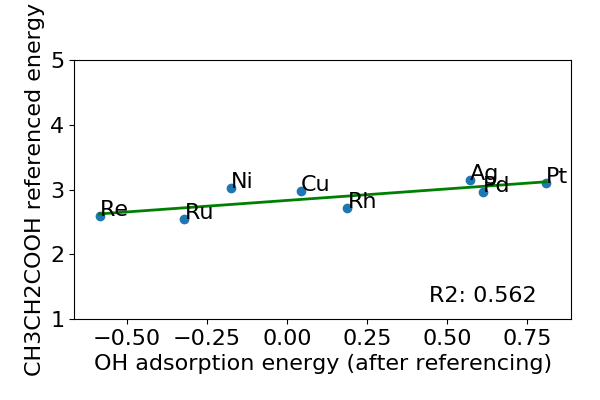 CH3CH2COOH referenced energy
5
4
3
2
1
Re
Ru
Ni
Cu
Rh
Ag
Pd
Pt
R2: 0.562
−0.50 −0.25 0.00 0.25 0.50 0.75
OH adsorption energy (after referencing)